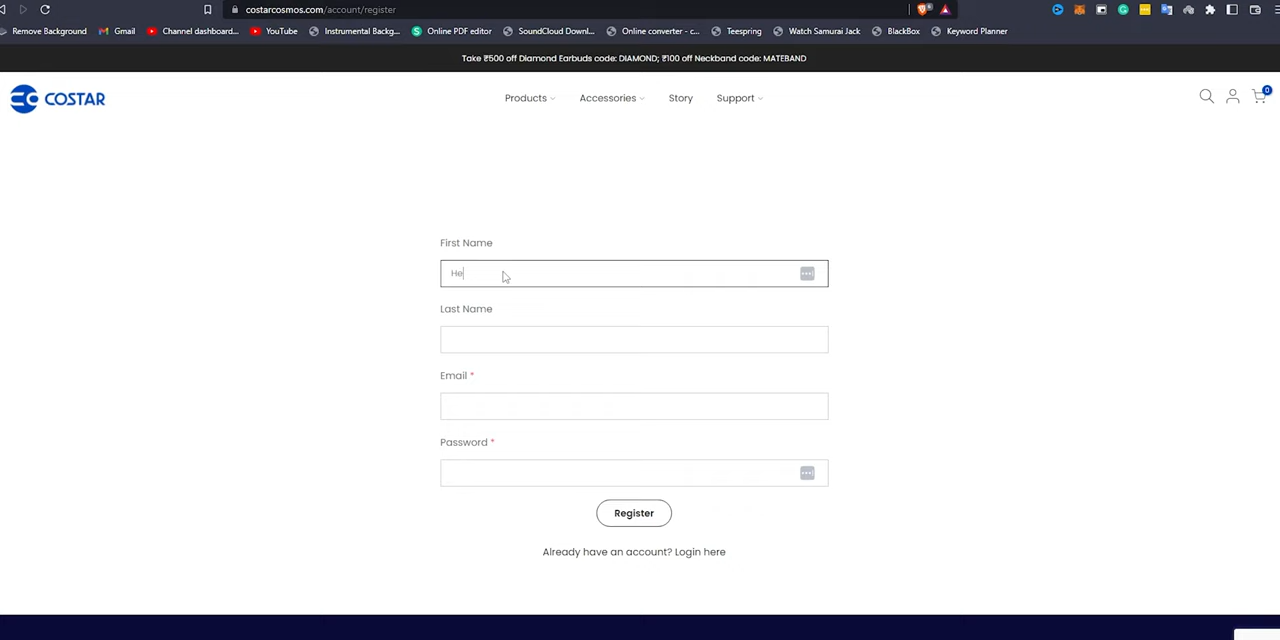 costarcosmos.com/account/register
Remove Background Gmail Channel dashboard... YouTube Instrumental Backg... Online PDF editor SoundCloud Downl... Online converter - c... Teespring Watch Samurai Jack BlackBox Keyword Planner
Take ₹500 off Diamond Earbuds code: DIAMOND; ₹100 off Neckband code: MATEBAND
COSTAR
Products Accessories Story Support
0
First Name
He
Last Name
Email *
Password *
Register
Already have an account? Login here